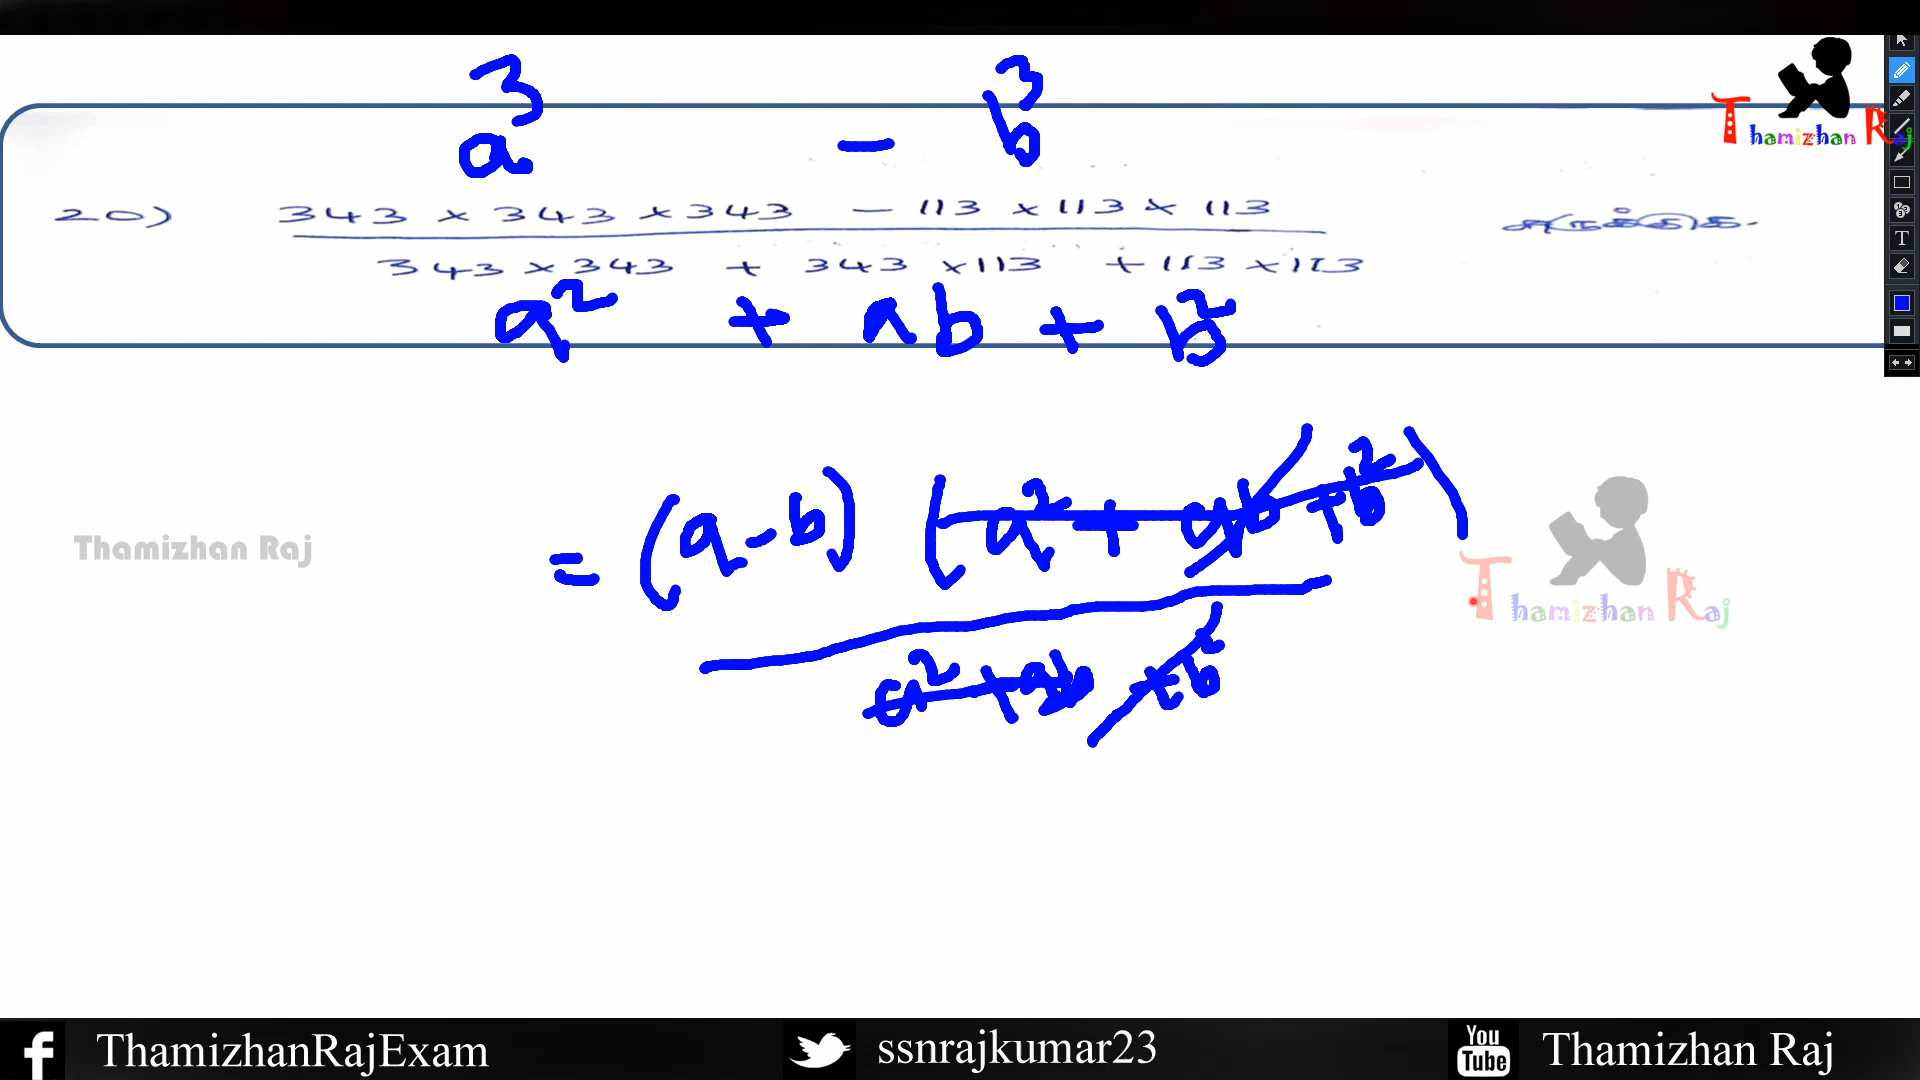 a³ - b³
Thamizhan Raj
20) 343 × 343 × 343 - 113 × 113 × 113 சுருக்குக.
343 × 343 + 343 × 113 + 113 × 113
a² + ab + b²
= (a-b) (a² + ab + b²)
Thamizhan Raj
Thamizhan Raj
a² + ab + b²
ThamizhanRajExam
ssnrajkumar23
You Tube
Thamizhan Raj